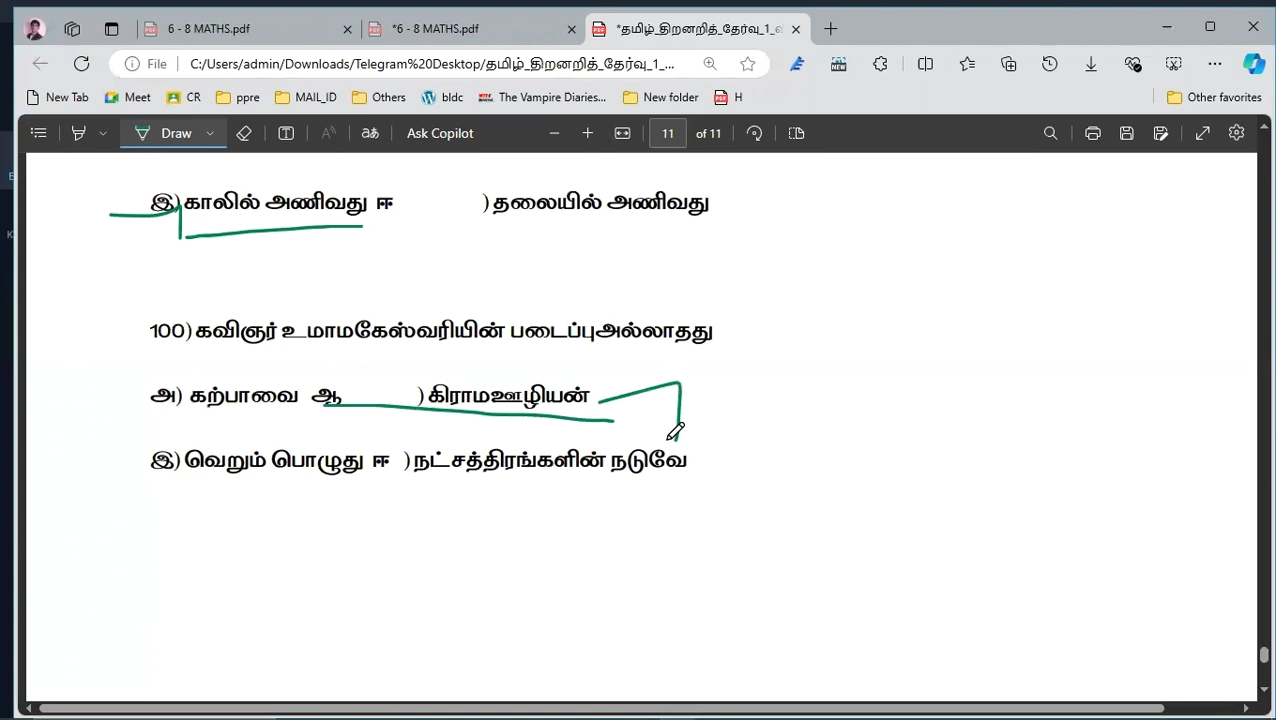 6 - 8 MATHS.pdf
*6 - 8 MATHS.pdf
*தமிழ்_திறனறித்_தேர்வு_1_வி
File
C:/Users/admin/Downloads/Telegram%20Desktop/தமிழ்_திறனறித்_தேர்வு_1_...
New Tab
Meet
CR
ppre
MAIL_ID
Others
bldc
The Vampire Diaries...
New folder
H
Other favorites
Draw
Ask Copilot
11 of 11
இ) காலில் அணிவது ஈ ) தலையில் அணிவது
100) கவிஞர் உமாமகேஸ்வரியின் படைப்புஅல்லாதது
அ) கற்பாவை ஆ ) கிராமஊழியன்
இ) வெறும் பொழுது ஈ ) நட்சத்திரங்களின் நடுவே